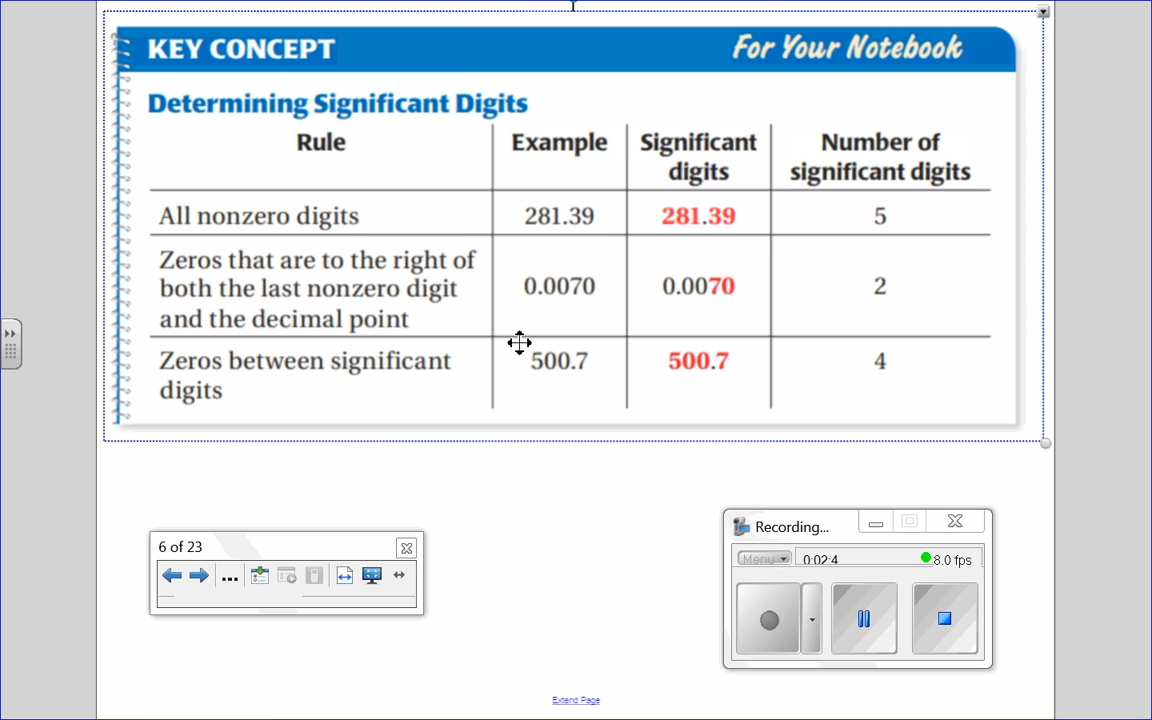 KEY CONCEPT
For Your Notebook
Determining Significant Digits
Rule
Example
Significant
digits
Number of
significant digits
All nonzero digits
281.39
281.39
5
Zeros that are to the right of
both the last nonzero digit
and the decimal point
0.0070
0.0070
2
Zeros between significant
digits
500.7
500.7
4
6 of 23
...
Recording...
Menu
0:02:4
8.0 fps
Extend Page